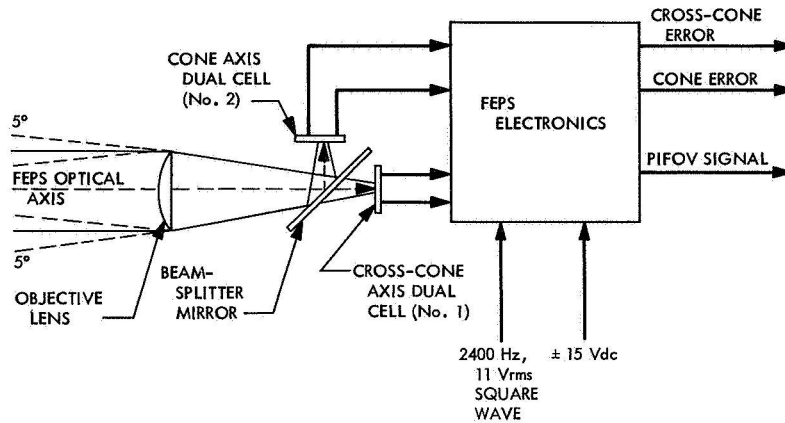 CROSS-CONE
ERROR
CONE AXIS
DUAL CELL
(No. 2)
CONE ERROR
FEPS
ELECTRONICS
5°
PIFOV SIGNAL
FEPS OPTICAL
AXIS
5°
OBJECTIVE
LENS
BEAM-
SPLITTER
MIRROR
CROSS-CONE
AXIS DUAL
CELL (No. 1)
2400 Hz,
11 Vrms
SQUARE
WAVE
± 15 Vdc